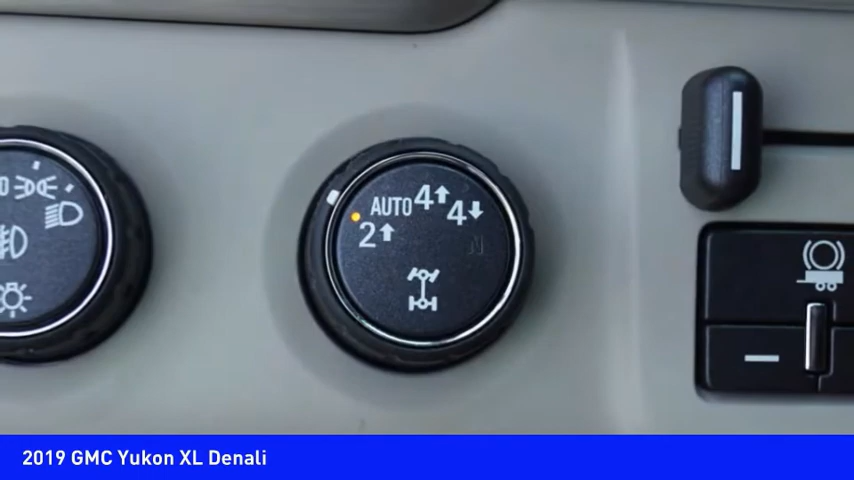 AUTO 4↑
2↑ 4↓
N
2019 GMC Yukon XL Denali